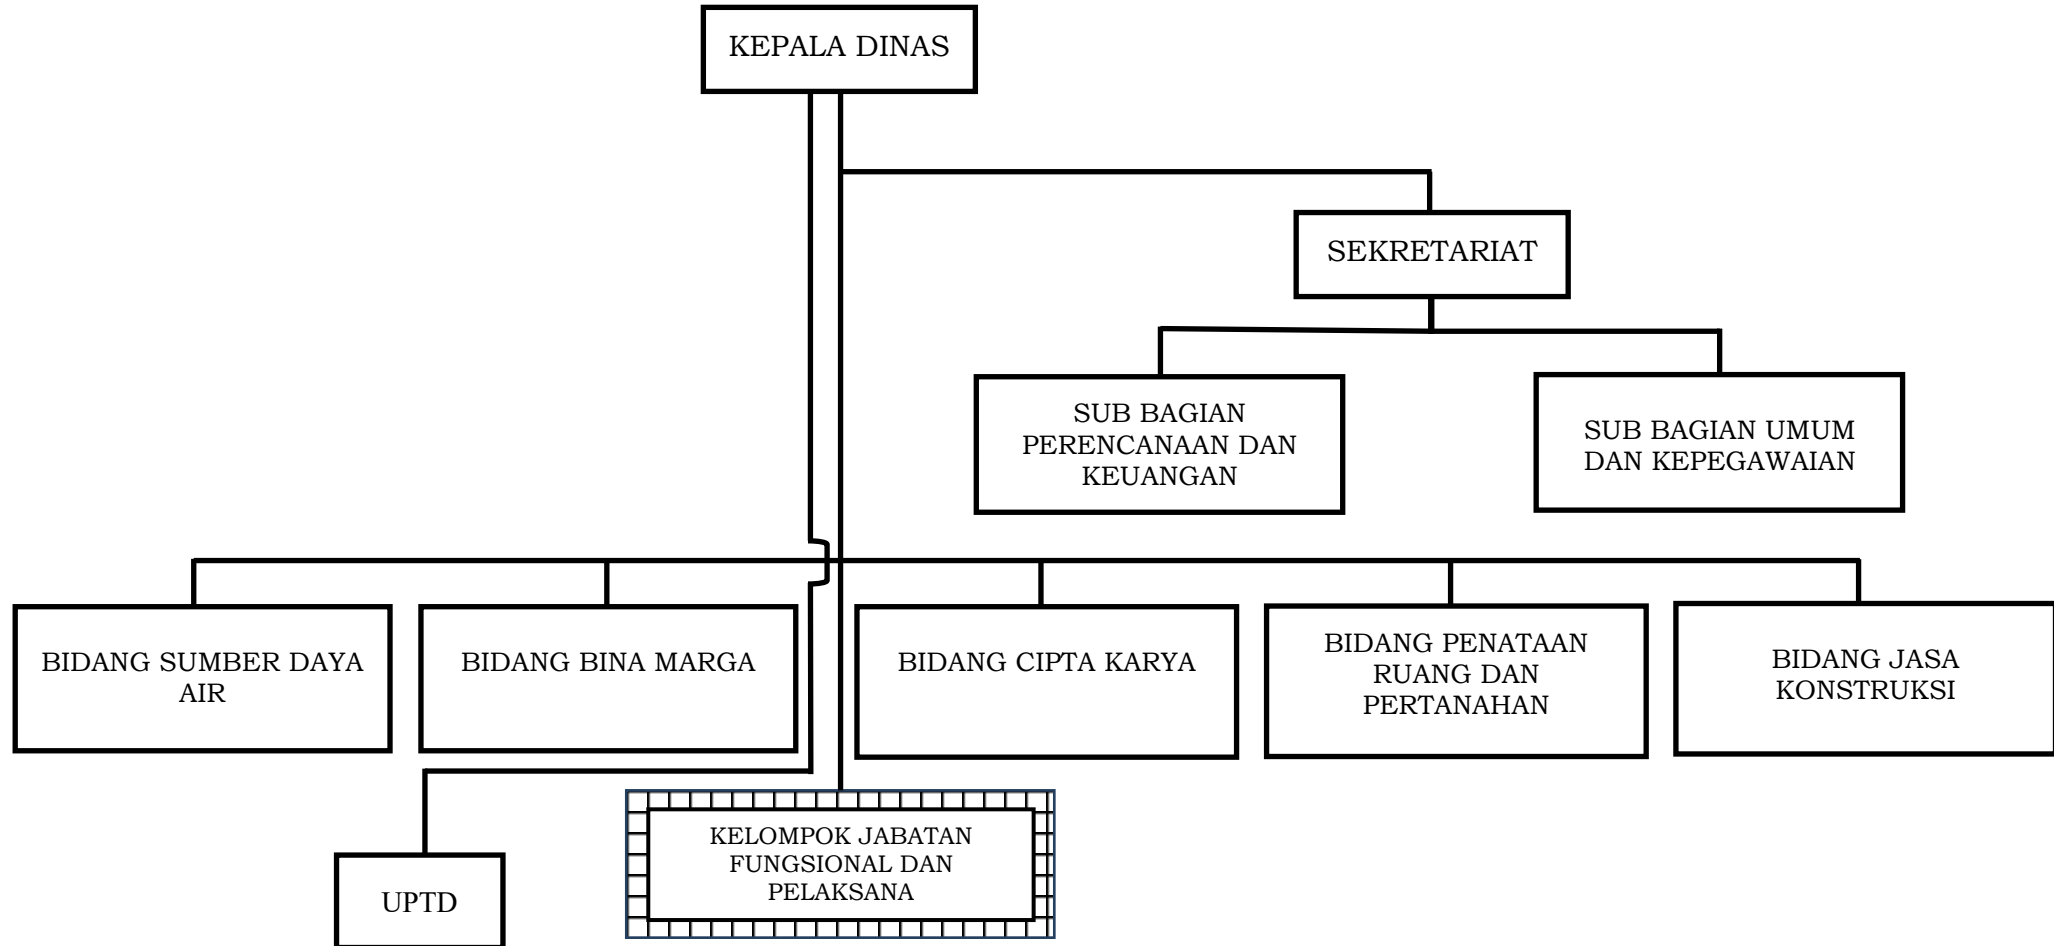 KEPALA DINAS
SEKRETARIAT
SUB BAGIAN
PERENCANAAN DAN
KEUANGAN
SUB BAGIAN UMUM
DAN KEPEGAWAIAN
BIDANG SUMBER DAYA
AIR
BIDANG BINA MARGA
BIDANG CIPTA KARYA
BIDANG PENATAAN
RUANG DAN
PERTANAHAN
BIDANG JASA
KONSTRUKSI
KELOMPOK JABATAN
FUNGSIONAL DAN
PELAKSANA
UPTD